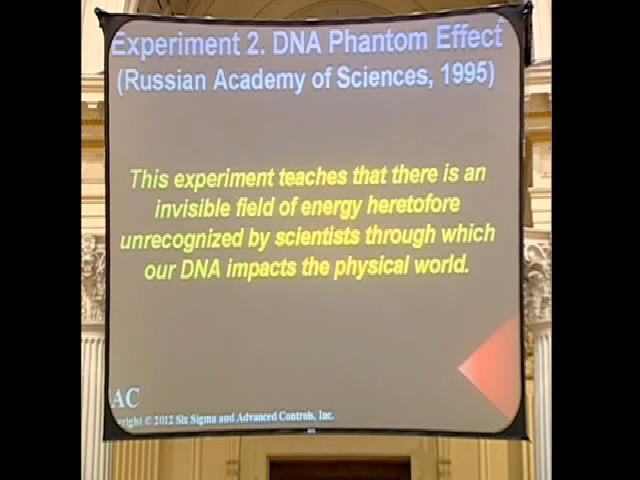 Experiment 2. DNA Phantom Effect
(Russian Academy of Sciences, 1995)
This experiment teaches that there is an
invisible field of energy heretofore
unrecognized by scientists through which
our DNA impacts the physical world.
AC
right © 2012 Six Sigma and Advanced Controls, Inc.